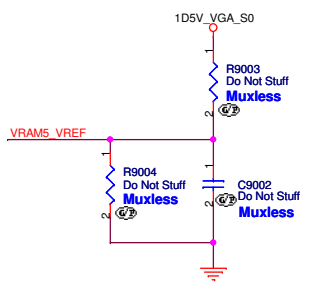 1D5V_VGA_S0
1
R9003
Do Not Stuff
Muxless
2
G/P
VRAM5_VREF
1
R9004
Do Not Stuff
Muxless
2
G/P
1
C9002
Do Not Stuff
Muxless
2
G/P